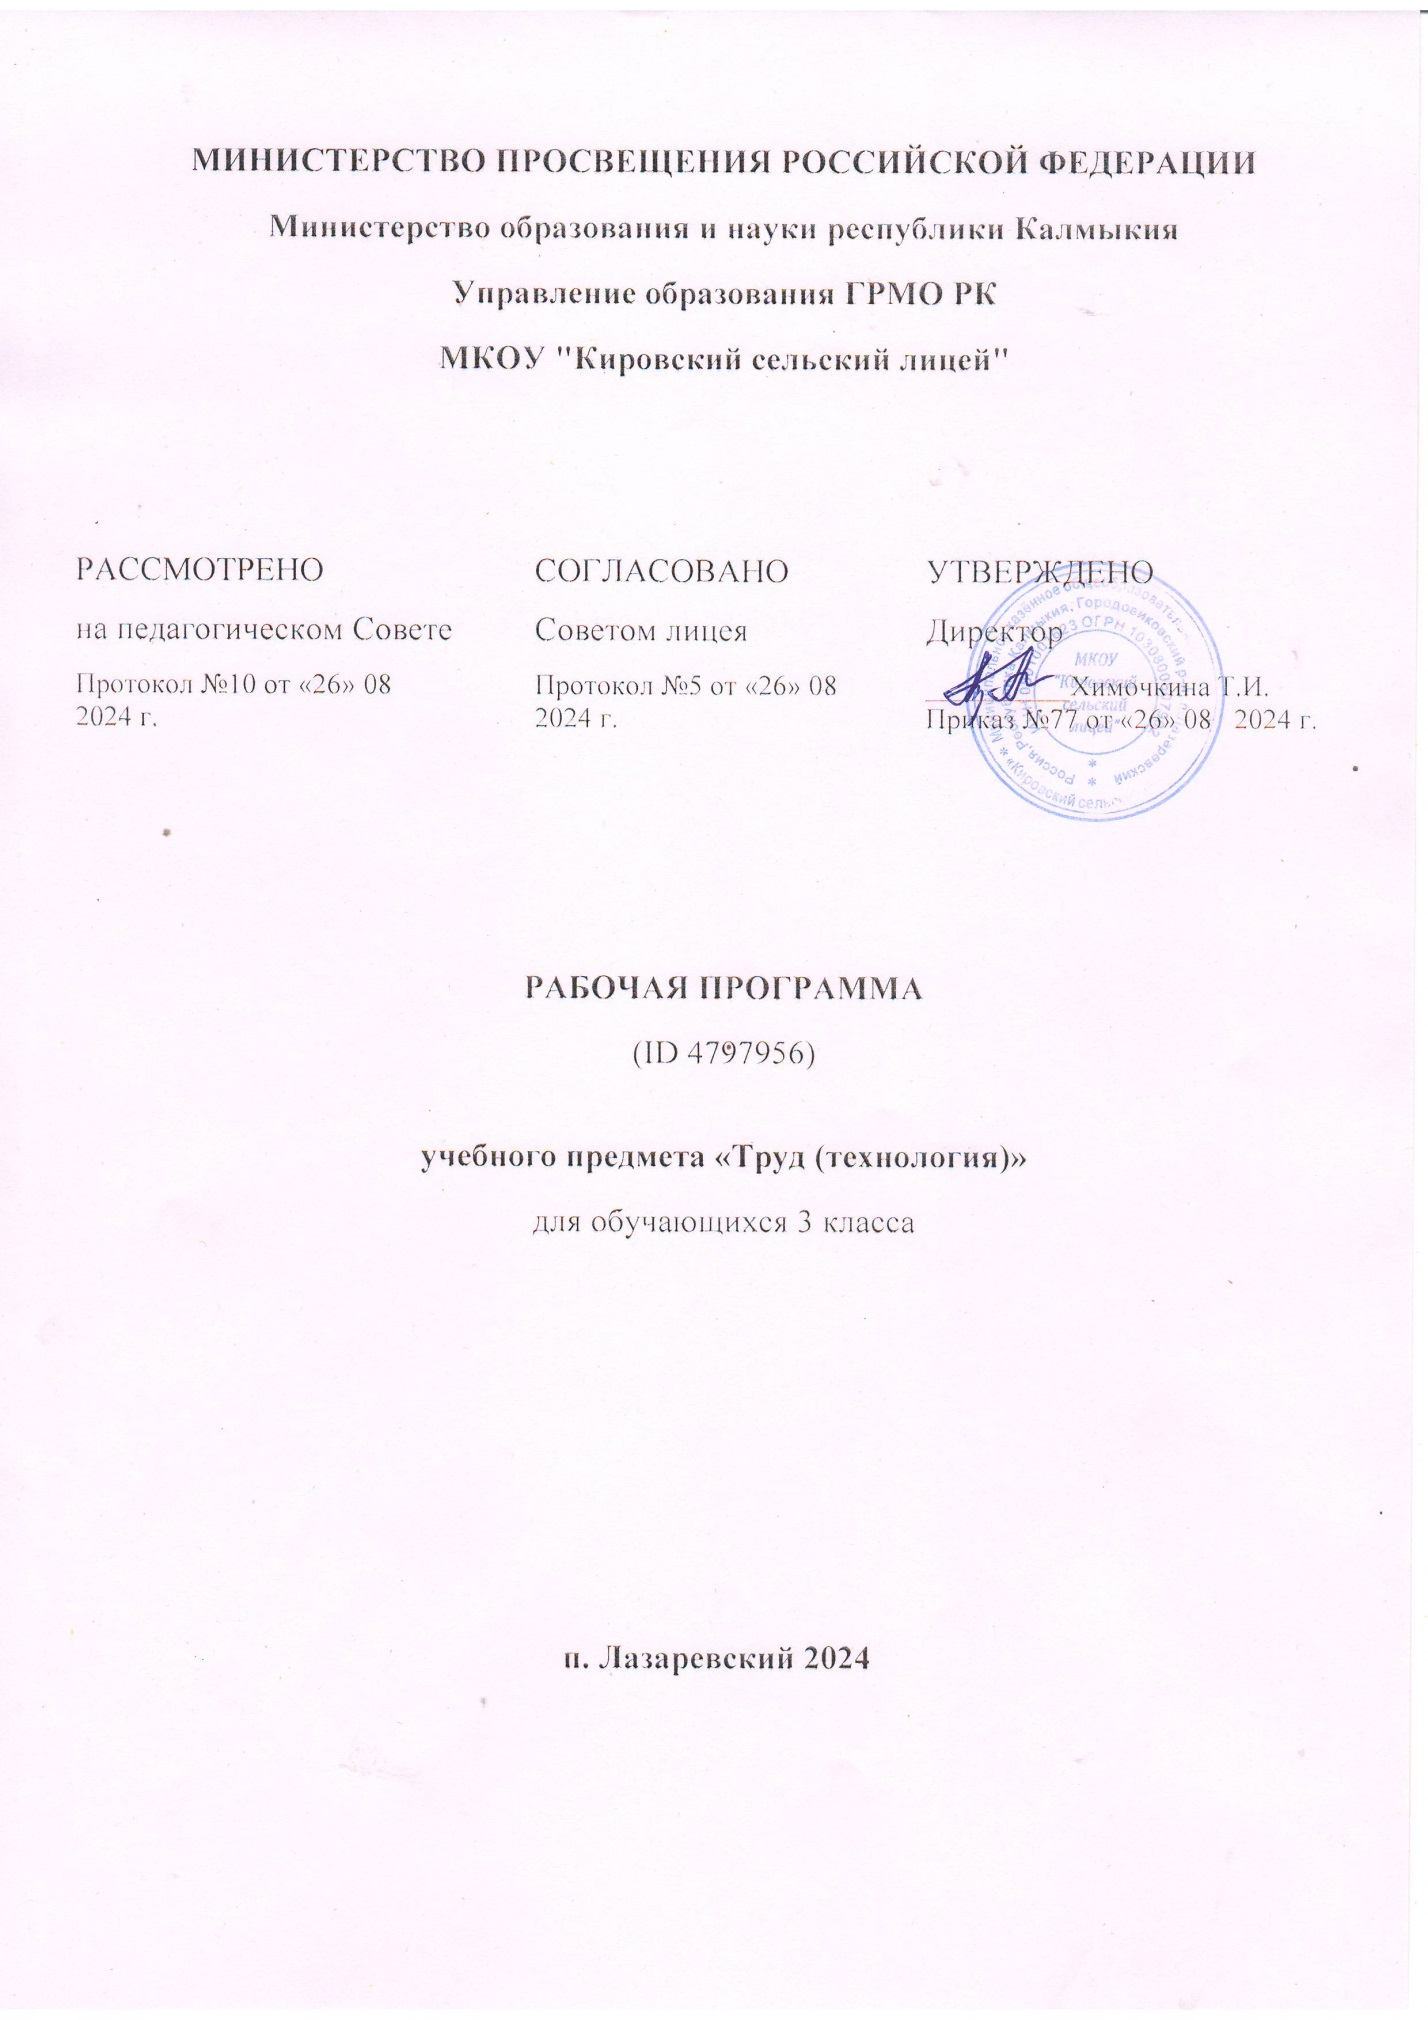 МИНИСТЕРСТВО ПРОСВЕЩЕНИЯ РОССИЙСКОЙ ФЕДЕРАЦИИ
Министерство образования и науки республики Калмыкия
Управление образования ГРМО РК
МКОУ "Кировский сельский лицей"
РАССМОТРЕНО
на педагогическом Совете
Протокол №10 от «26» 08
2024 г.
СОГЛАСОВАНО
Советом лицея
Протокол №5 от «26» 08
2024 г.
УТВЕРЖДЕНО
Директор
Химочкина Т.И.
Приказ №77 от «26» 08 2024 г.
МКОУ
"Кировский
сельский
лицей"
РАБОЧАЯ ПРОГРАММА
(ID 4797956)
учебного предмета «Труд (технология)»
для обучающихся 3 класса
п. Лазаревский 2024